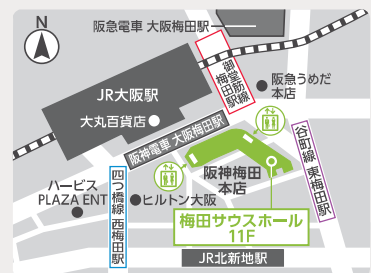 N
阪急電車 大阪梅田駅
御堂筋線
梅田駅
阪急うめだ
本店
JR大阪駅
大丸百貨店
阪神電車 大阪梅田駅
谷町線 東梅田駅
四つ橋線 西梅田駅
ハービス
PLAZA ENT
ヒルトン大阪
阪神梅田
本店
梅田サウスホール
11F
JR北新地駅